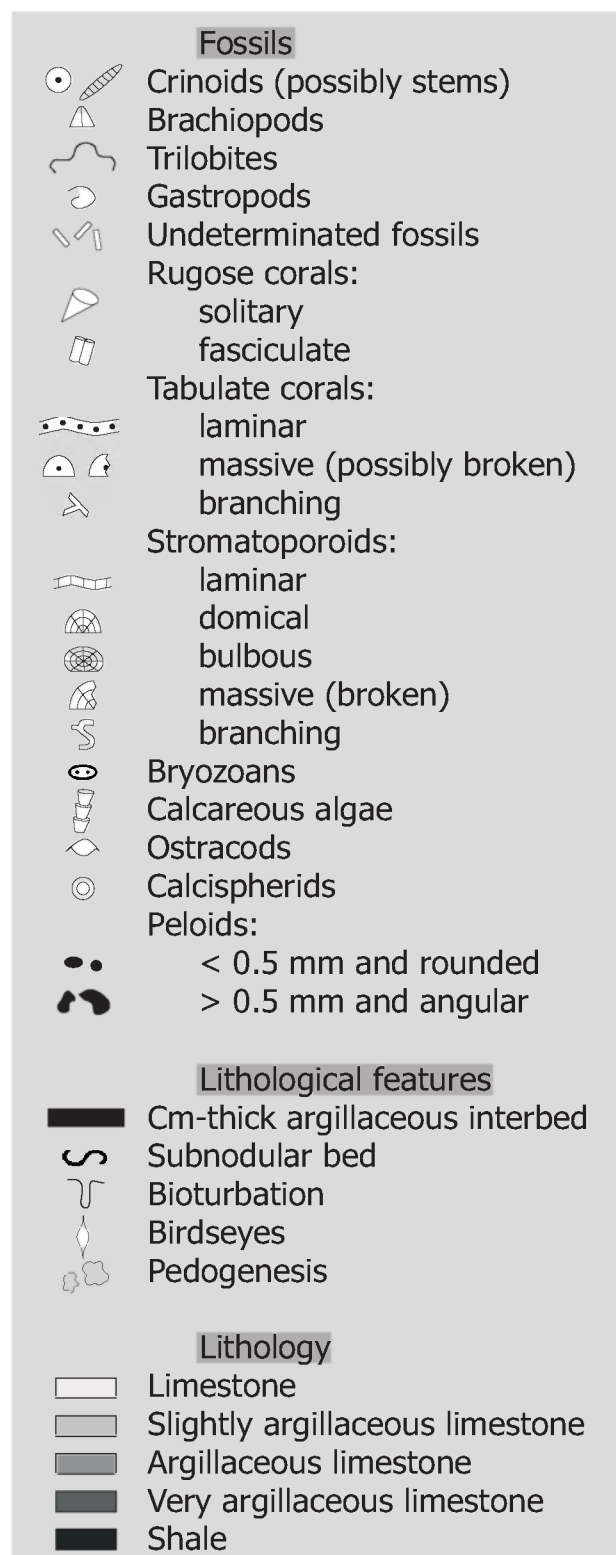 Fossils
Crinoids (possibly stems)
Brachiopods
Trilobites
Gastropods
Undeterminated fossils
Rugose corals:
solitary
fasciculate
Tabulate corals:
laminar
massive (possibly broken)
branching
Stromatoporoids:
laminar
domical
bulbous
massive (broken)
branching
Bryozoans
Calcareous algae
Ostracods
Calcispherids
Peloids:
< 0.5 mm and rounded
> 0.5 mm and angular
Lithological features
Cm-thick argillaceous interbed
Subnodular bed
Bioturbation
Birdseyes
Pedogenesis
Lithology
Limestone
Slightly argillaceous limestone
Argillaceous limestone
Very argillaceous limestone
Shale